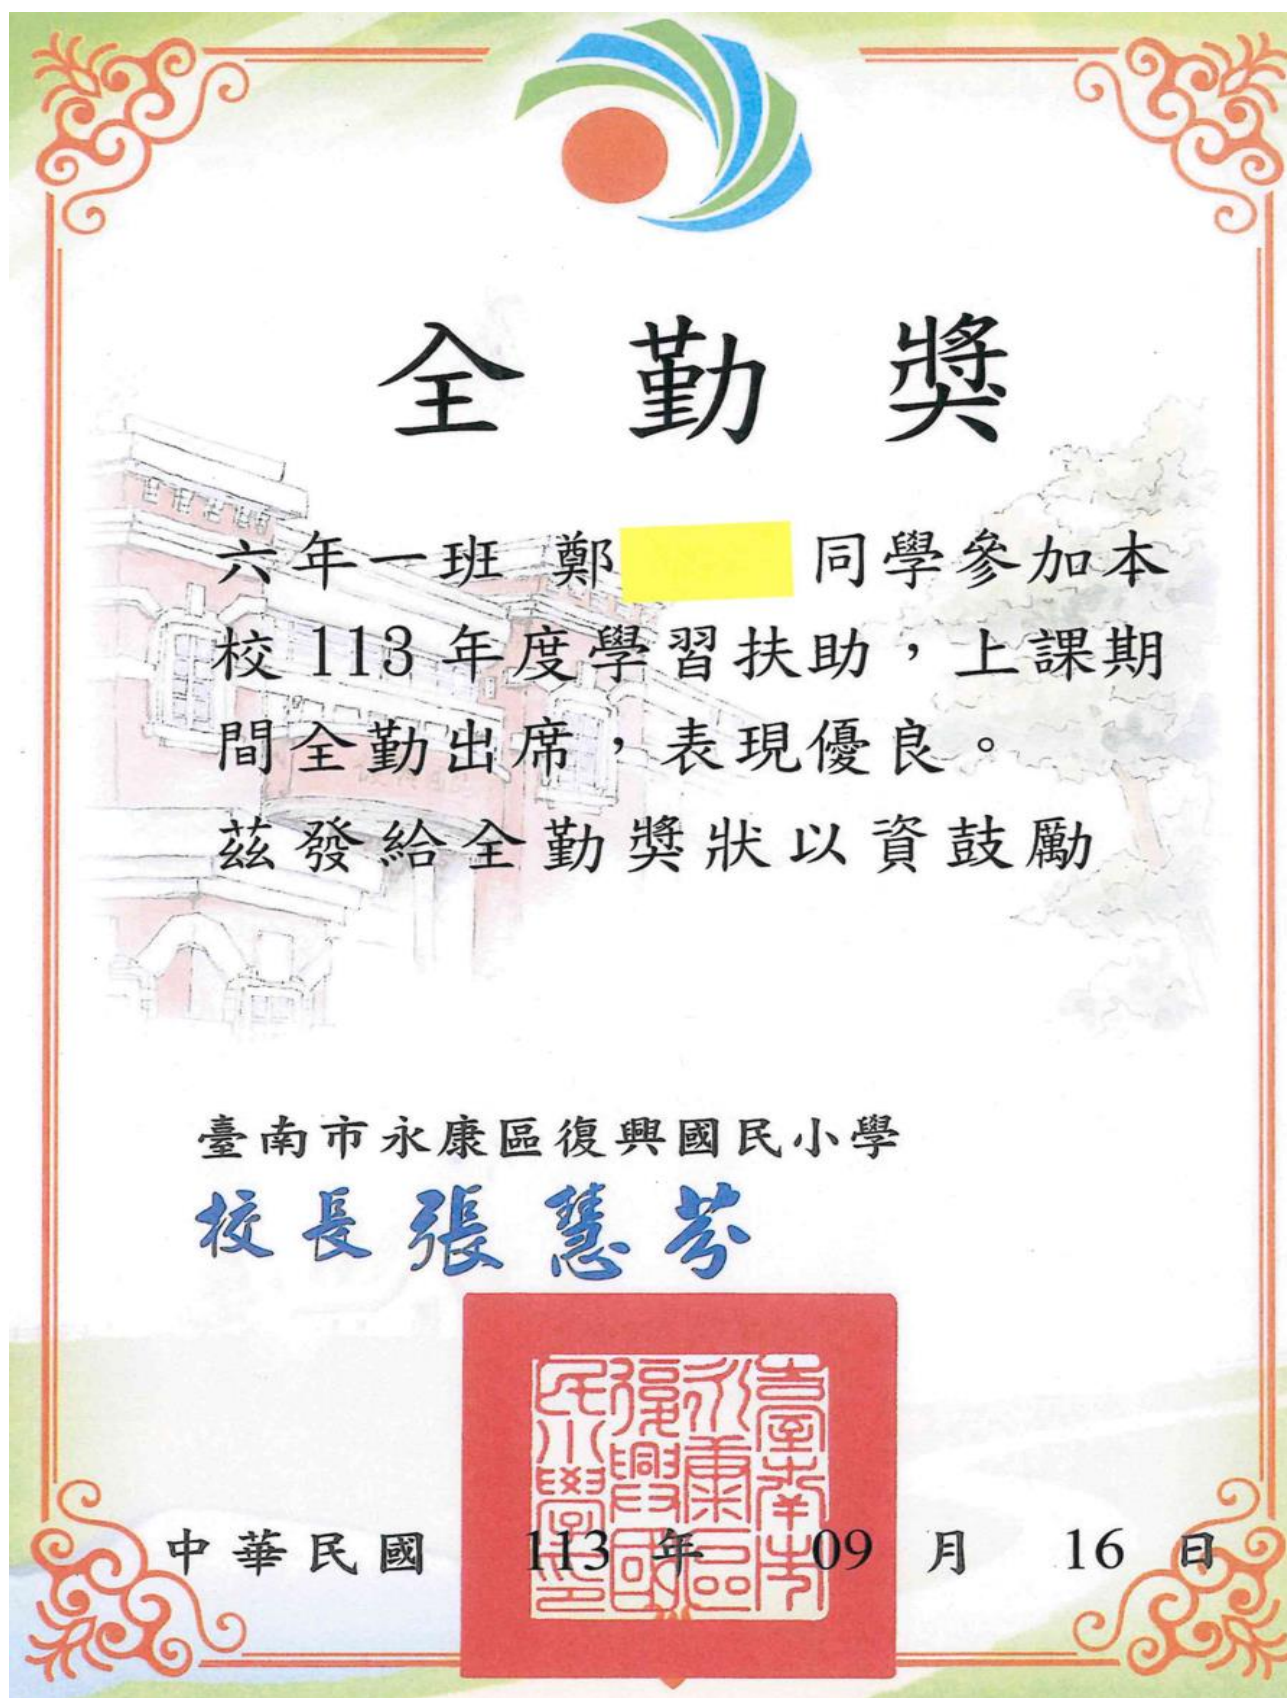 全勤獎
六年一班 鄭 同學參加本
校 113 年度學習扶助，上課期
間全勤出席，表現優良。
茲發給全勤獎狀以資鼓勵
臺南市永康區復興國民小學
校長張慧芬
臺南市永康區復興國民小學印
中華民國 113 年 09 月 16 日